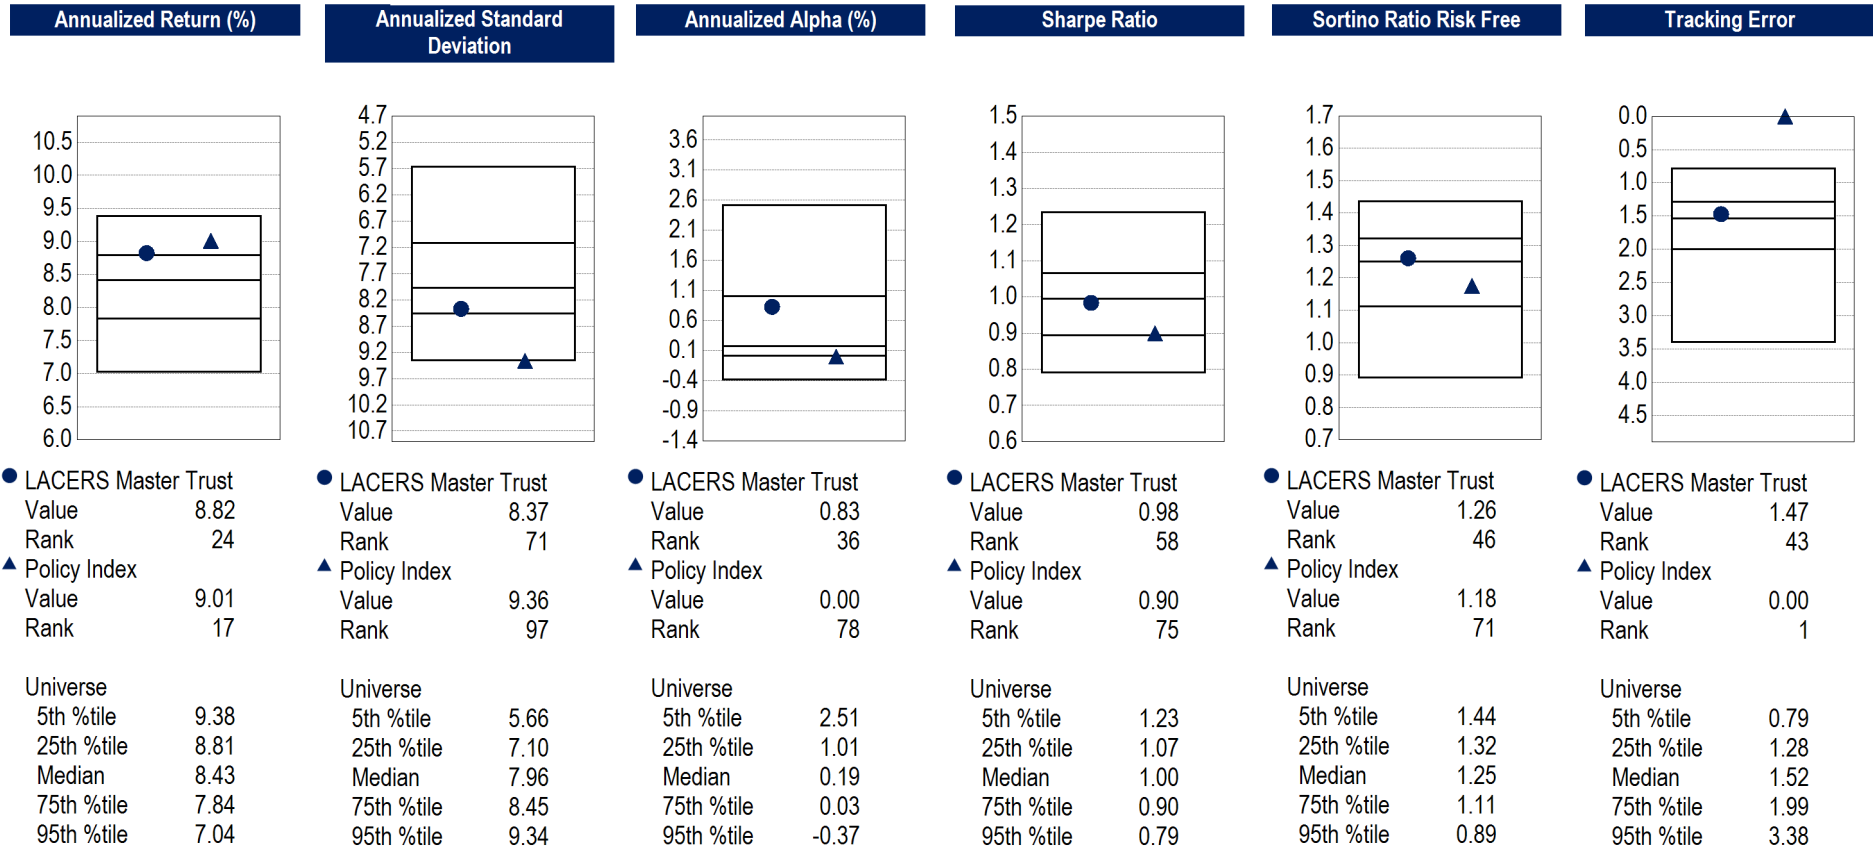 Annualized Return (%)
10.5
10.0
9.5
9.0
8.5
8.0
7.5
7.0
6.5
6.0
LACERS Master Trust
Value 8.82
Rank 24
Policy Index
Value 9.01
Rank 17
Universe
5th %tile 9.38
25th %tile 8.81
Median 8.43
75th %tile 7.84
95th %tile 7.04
Annualized Standard
Deviation
4.7
5.2
5.7
6.2
6.7
7.2
7.7
8.2
8.7
9.2
9.7
10.2
10.7
LACERS Master Trust
Value 8.37
Rank 71
Policy Index
Value 9.36
Rank 97
Universe
5th %tile 5.66
25th %tile 7.10
Median 7.96
75th %tile 8.45
95th %tile 9.34
Annualized Alpha (%)
3.6
3.1
2.6
2.1
1.6
1.1
0.6
0.1
-0.4
-0.9
-1.4
LACERS Master Trust
Value 0.83
Rank 36
Policy Index
Value 0.00
Rank 78
Universe
5th %tile 2.51
25th %tile 1.01
Median 0.19
75th %tile 0.03
95th %tile -0.37
Sharpe Ratio
1.5
1.4
1.3
1.2
1.1
1.0
0.9
0.8
0.7
0.6
LACERS Master Trust
Value 0.98
Rank 58
Policy Index
Value 0.90
Rank 75
Universe
5th %tile 1.23
25th %tile 1.07
Median 1.00
75th %tile 0.90
95th %tile 0.79
Sortino Ratio Risk Free
1.7
1.6
1.5
1.4
1.3
1.2
1.1
1.0
0.9
0.8
0.7
LACERS Master Trust
Value 1.26
Rank 46
Policy Index
Value 1.18
Rank 71
Universe
5th %tile 1.44
25th %tile 1.32
Median 1.25
75th %tile 1.11
95th %tile 0.89
Tracking Error
0.0
0.5
1.0
1.5
2.0
2.5
3.0
3.5
4.0
4.5
LACERS Master Trust
Value 1.47
Rank 43
Policy Index
Value 0.00
Rank 1
Universe
5th %tile 0.79
25th %tile 1.28
Median 1.52
75th %tile 1.99
95th %tile 3.38